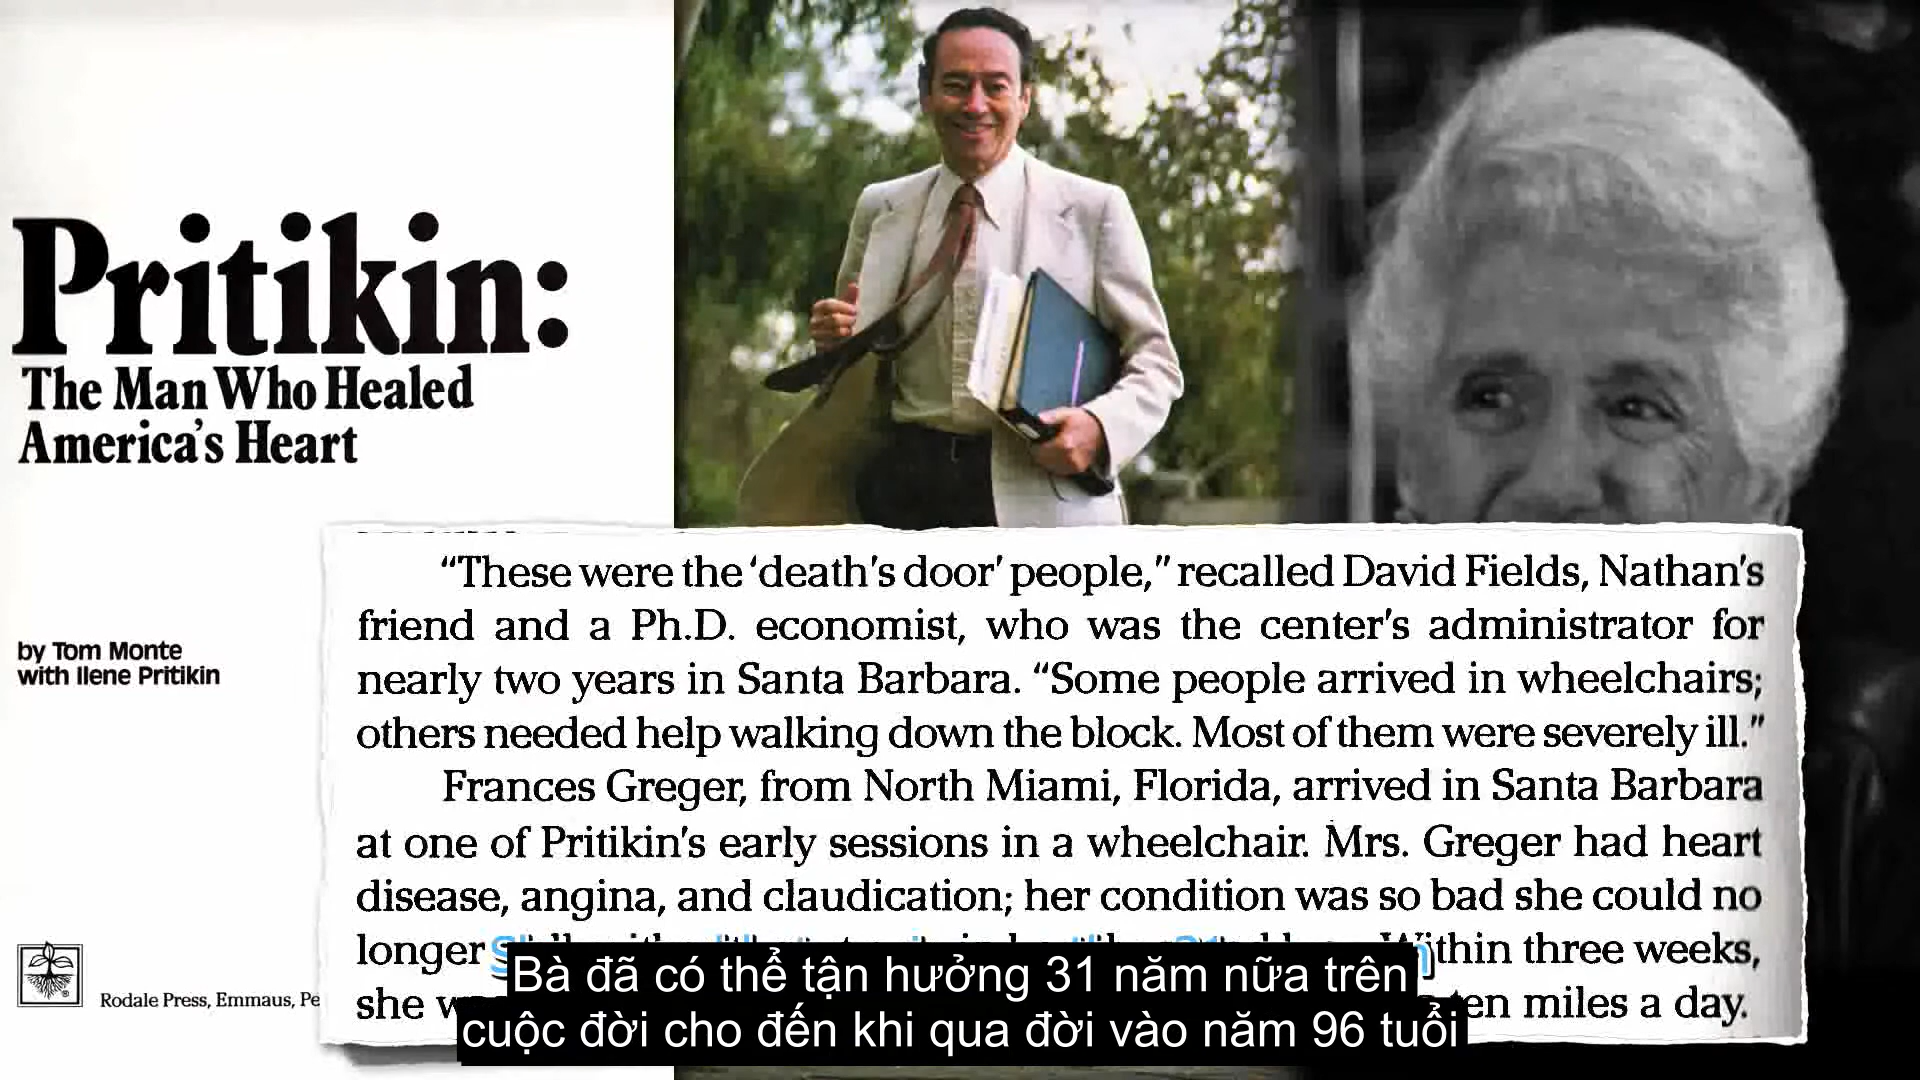 Pritikin:
The Man Who Healed
America's Heart
by Tom Monte
with Ilene Pritikin
Rodale Press, Emmaus, Pe
“These were the ‘death’s door’ people,” recalled David Fields, Nathan’s
friend and a Ph.D. economist, who was the center’s administrator for
nearly two years in Santa Barbara. “Some people arrived in wheelchairs;
others needed help walking down the block. Most of them were severely ill.”
Frances Greger, from North Miami, Florida, arrived in Santa Barbara
at one of Pritikin’s early sessions in a wheelchair. Mrs. Greger had heart
disease, angina, and claudication; her condition was so bad she could no
longer Within three weeks,
she ten miles a day.
Bà đã có thể tận hưởng 31 năm nữa trên
cuộc đời cho đến khi qua đời vào năm 96 tuổi